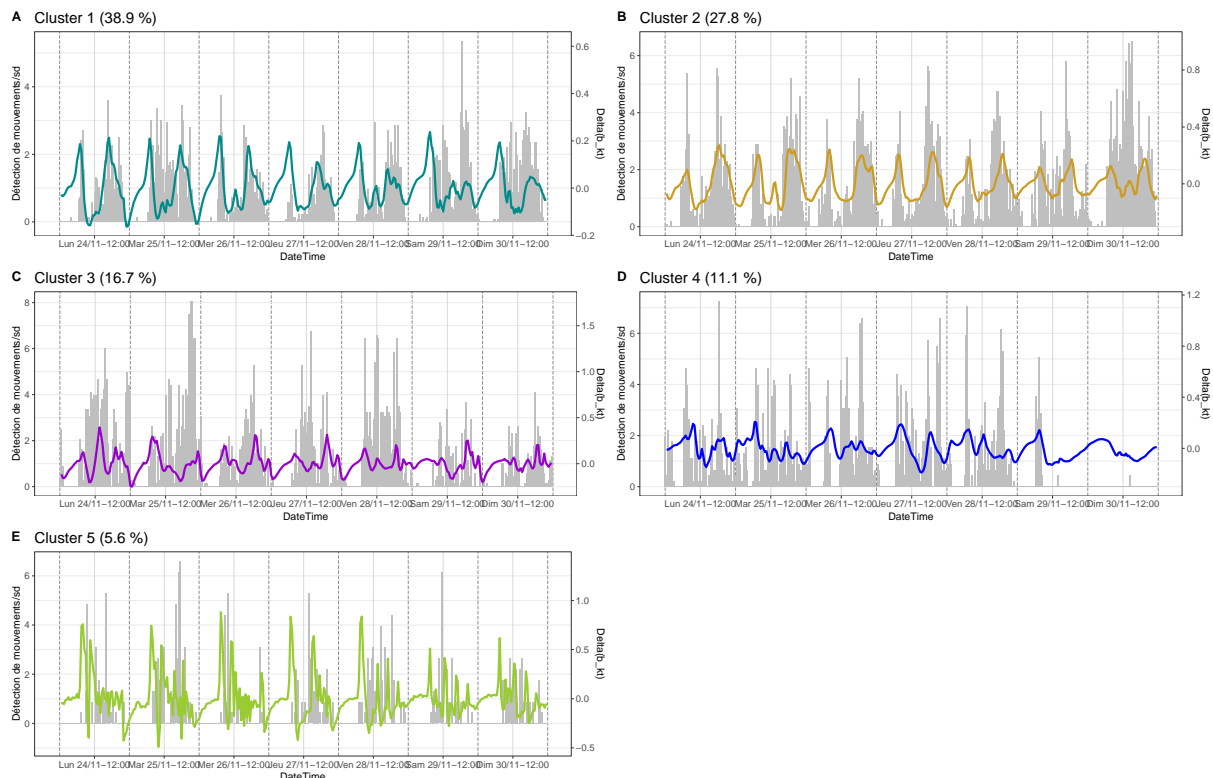 A Cluster 1 (38.9 %)
Détection de mouvements/sd
4
2
0
0.6
0.4
0.2
0.0
−0.2
Delta(b_kt)
Lun 24/11−12:00 Mar 25/11−12:00 Mer 26/11−12:00 Jeu 27/11−12:00 Ven 28/11−12:00 Sam 29/11−12:00 Dim 30/11−12:00
DateTime
B Cluster 2 (27.8 %)
Détection de mouvements/sd
6
4
2
0
0.8
0.4
0.0
Delta(b_kt)
Lun 24/11−12:00 Mar 25/11−12:00 Mer 26/11−12:00 Jeu 27/11−12:00 Ven 28/11−12:00 Sam 29/11−12:00 Dim 30/11−12:00
DateTime
C Cluster 3 (16.7 %)
Détection de mouvements/sd
8
6
4
2
0
1.5
1.0
0.5
0.0
Delta(b_kt)
Lun 24/11−12:00 Mar 25/11−12:00 Mer 26/11−12:00 Jeu 27/11−12:00 Ven 28/11−12:00 Sam 29/11−12:00 Dim 30/11−12:00
DateTime
D Cluster 4 (11.1 %)
Détection de mouvements/sd
6
4
2
0
1.2
0.8
0.4
0.0
Delta(b_kt)
Lun 24/11−12:00 Mar 25/11−12:00 Mer 26/11−12:00 Jeu 27/11−12:00 Ven 28/11−12:00 Sam 29/11−12:00 Dim 30/11−12:00
DateTime
E Cluster 5 (5.6 %)
Détection de mouvements/sd
6
4
2
0
1.0
0.5
0.0
−0.5
Delta(b_kt)
Lun 24/11−12:00 Mar 25/11−12:00 Mer 26/11−12:00 Jeu 27/11−12:00 Ven 28/11−12:00 Sam 29/11−12:00 Dim 30/11−12:00
DateTime